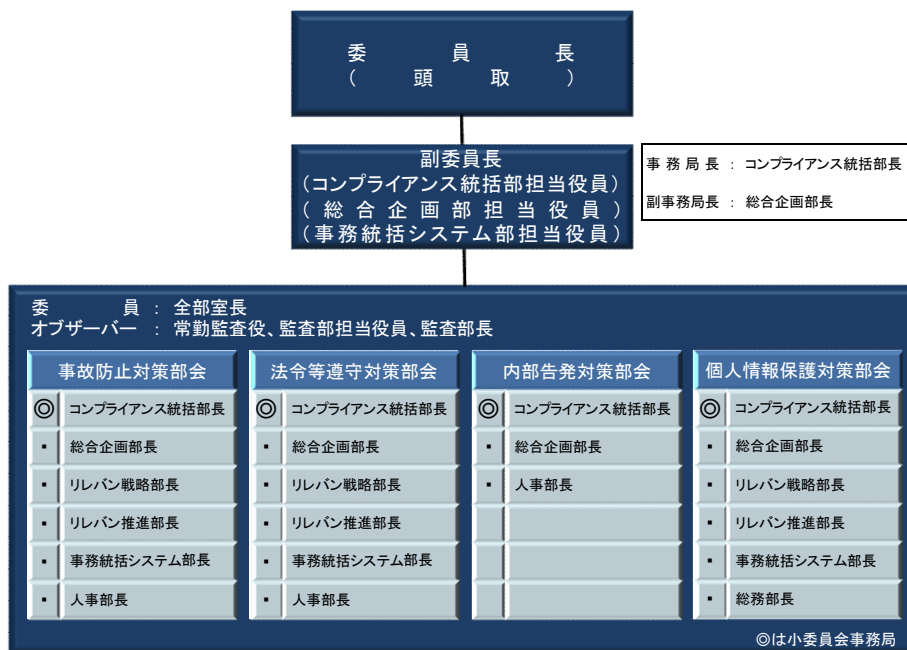 委員長
(頭取)
副委員長
(コンプライアンス統括部担当役員)
(総合企画部担当役員)
(事務統括システム部担当役員)
事務局長 : コンプライアンス統括部長
副事務局長 : 総合企画部長
委員 : 全部室長
オブザーバー : 常勤監査役、監査部担当役員、監査部長
事故防止対策部会
◎ コンプライアンス統括部長
▪ 総合企画部長
▪ リレバン戦略部長
▪ リレバン推進部長
▪ 事務統括システム部長
▪ 人事部長
法令等遵守対策部会
◎ コンプライアンス統括部長
▪ 総合企画部長
▪ リレバン戦略部長
▪ リレバン推進部長
▪ 事務統括システム部長
▪ 人事部長
内部告発対策部会
◎ コンプライアンス統括部長
▪ 総合企画部長
▪ 人事部長
個人情報保護対策部会
◎ コンプライアンス統括部長
▪ 総合企画部長
▪ リレバン戦略部長
▪ リレバン推進部長
▪ 事務統括システム部長
▪ 総務部長
◎は小委員会事務局